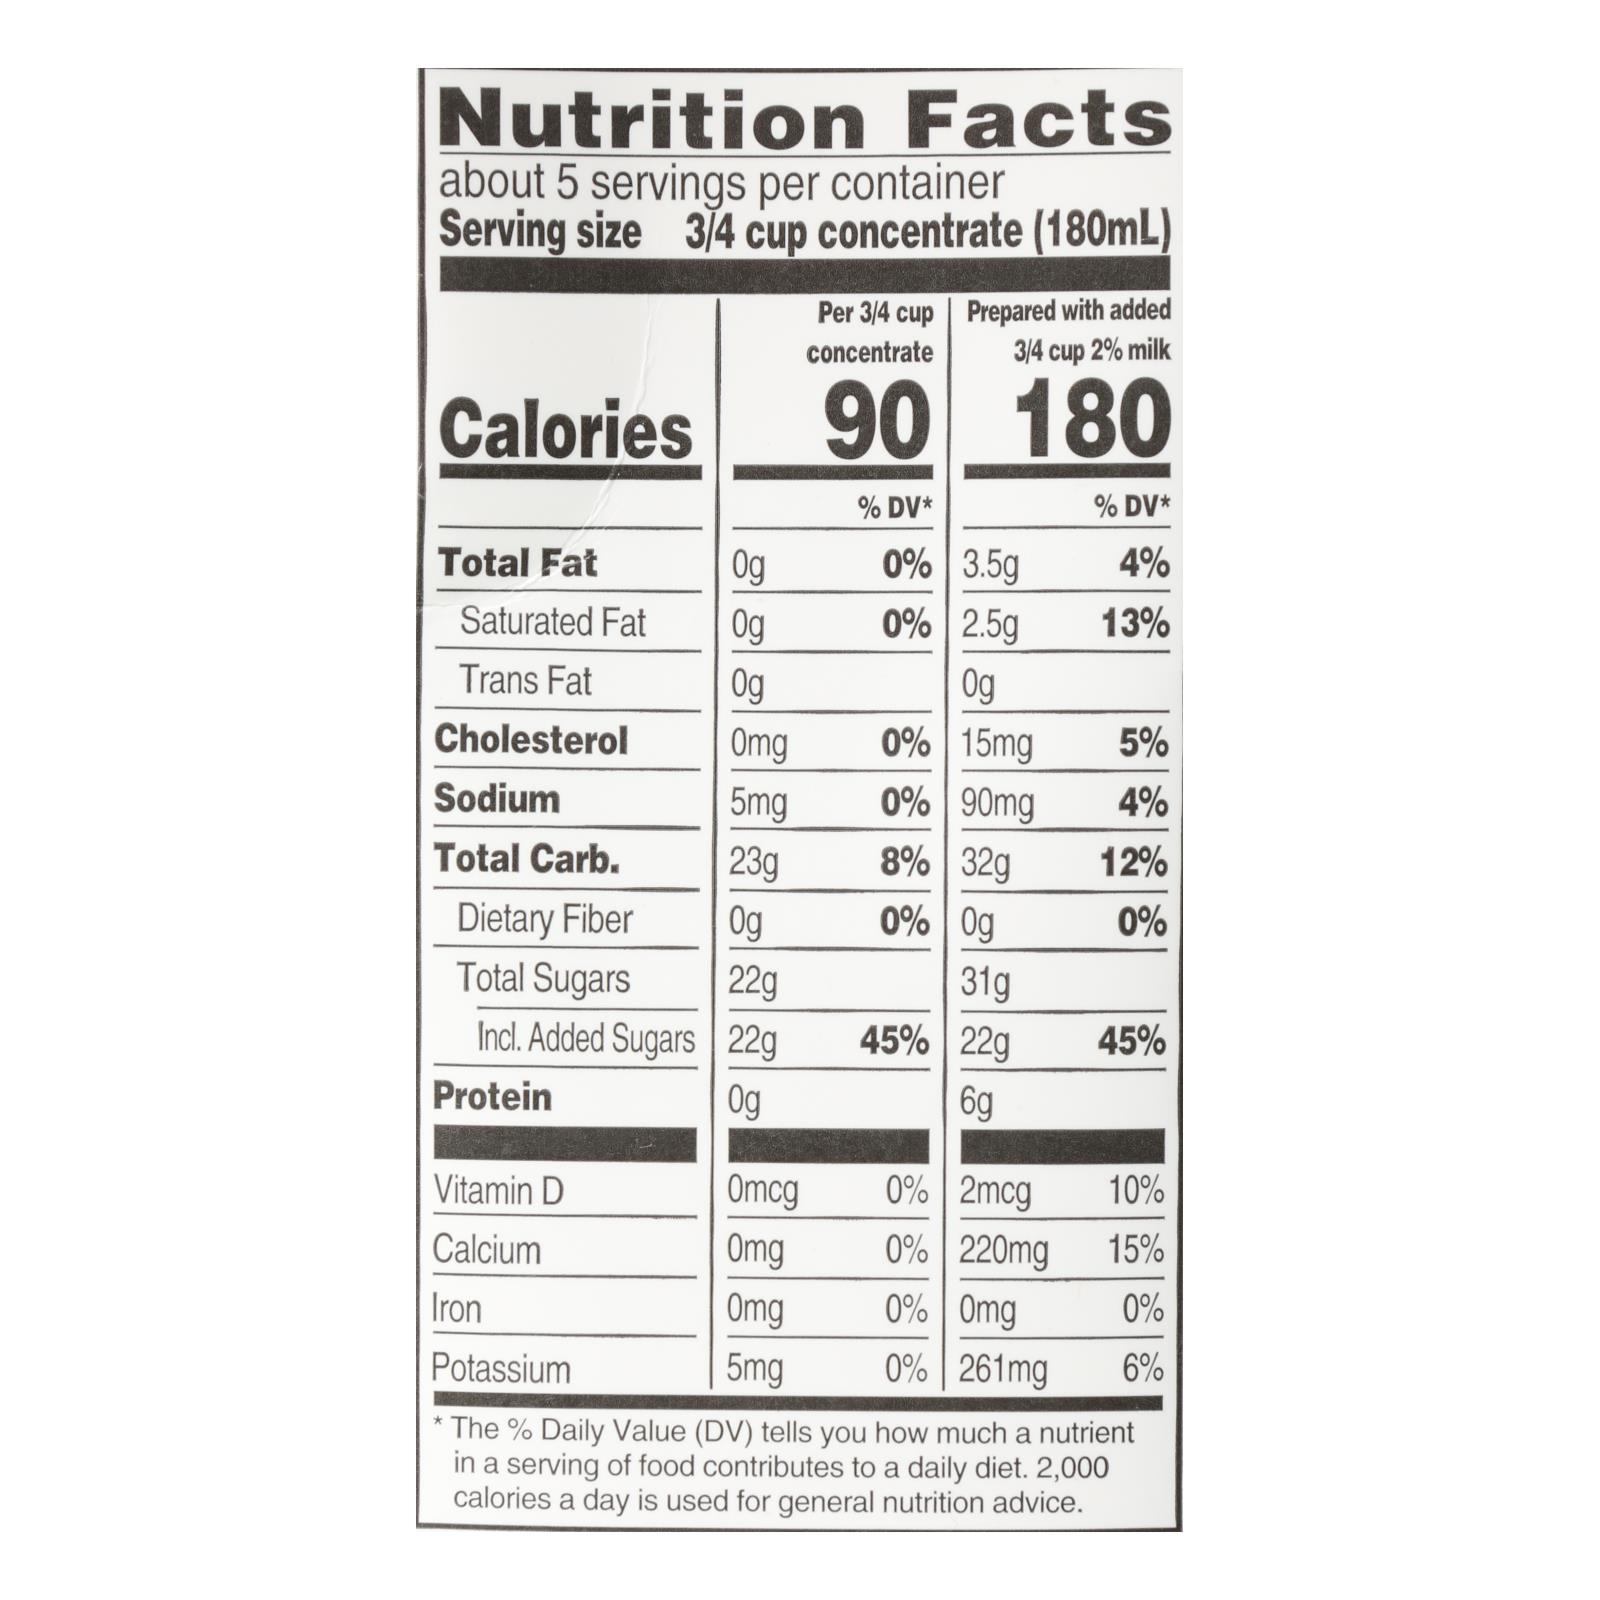 Nutrition Facts
about 5 servings per container
Serving size 3/4 cup concentrate (180mL)
Per 3/4 cup concentrate
Prepared with added 3/4 cup 2% milk
Calories 90 180
% DV* % DV*
Total Fat 0g 0% 3.5g 4%
Saturated Fat 0g 0% 2.5g 13%
Trans Fat 0g 0g
Cholesterol 0mg 0% 15mg 5%
Sodium 5mg 0% 90mg 4%
Total Carb. 23g 8% 32g 12%
Dietary Fiber 0g 0% 0g 0%
Total Sugars 22g 31g
Incl. Added Sugars 22g 45% 22g 45%
Protein 0g 6g
Vitamin D 0mcg 0% 2mcg 10%
Calcium 0mg 0% 220mg 15%
Iron 0mg 0% 0mg 0%
Potassium 5mg 0% 261mg 6%
* The % Daily Value (DV) tells you how much a nutrient
in a serving of food contributes to a daily diet. 2,000
calories a day is used for general nutrition advice.